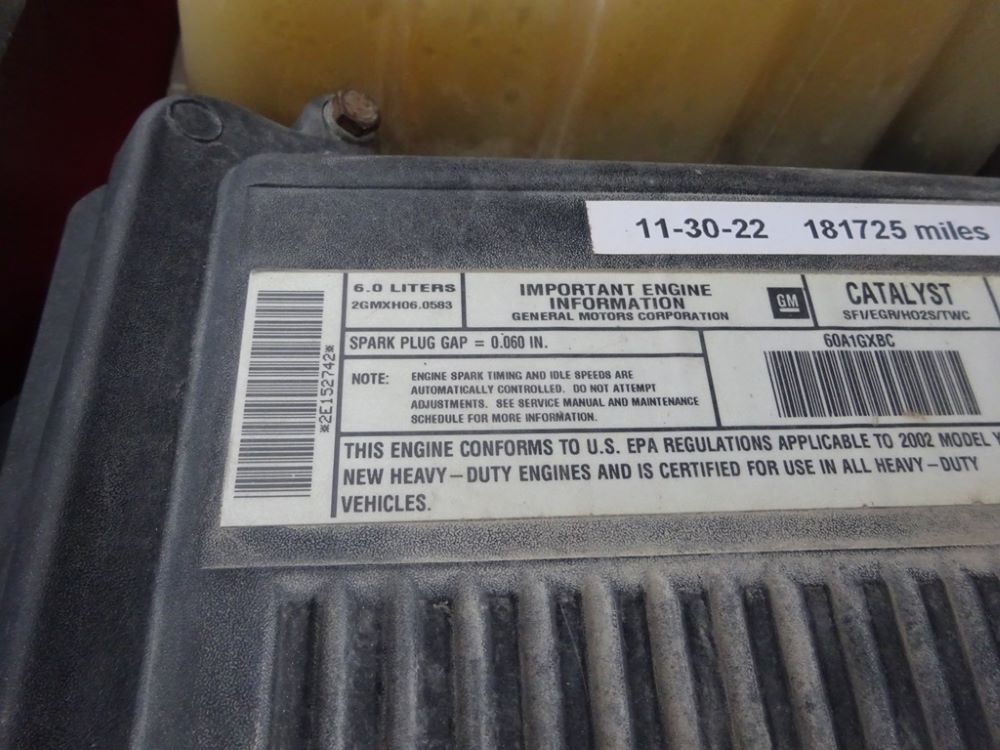 11-30-22 181725 miles
*2E152742*
6.0 LITERS
2GMXH06.0583
IMPORTANT ENGINE
INFORMATION
GENERAL MOTORS CORPORATION
GM
CATALYST
SFI/EGR/HO2S/TWC
SPARK PLUG GAP = 0.060 IN.
60A1GXBC
NOTE: ENGINE SPARK TIMING AND IDLE SPEEDS ARE
AUTOMATICALLY CONTROLLED. DO NOT ATTEMPT
ADJUSTMENTS. SEE SERVICE MANUAL AND MAINTENANCE
SCHEDULE FOR MORE INFORMATION.
THIS ENGINE CONFORMS TO U.S. EPA REGULATIONS APPLICABLE TO 2002 MODEL
NEW HEAVY-DUTY ENGINES AND IS CERTIFIED FOR USE IN ALL HEAVY-DUTY
VEHICLES.